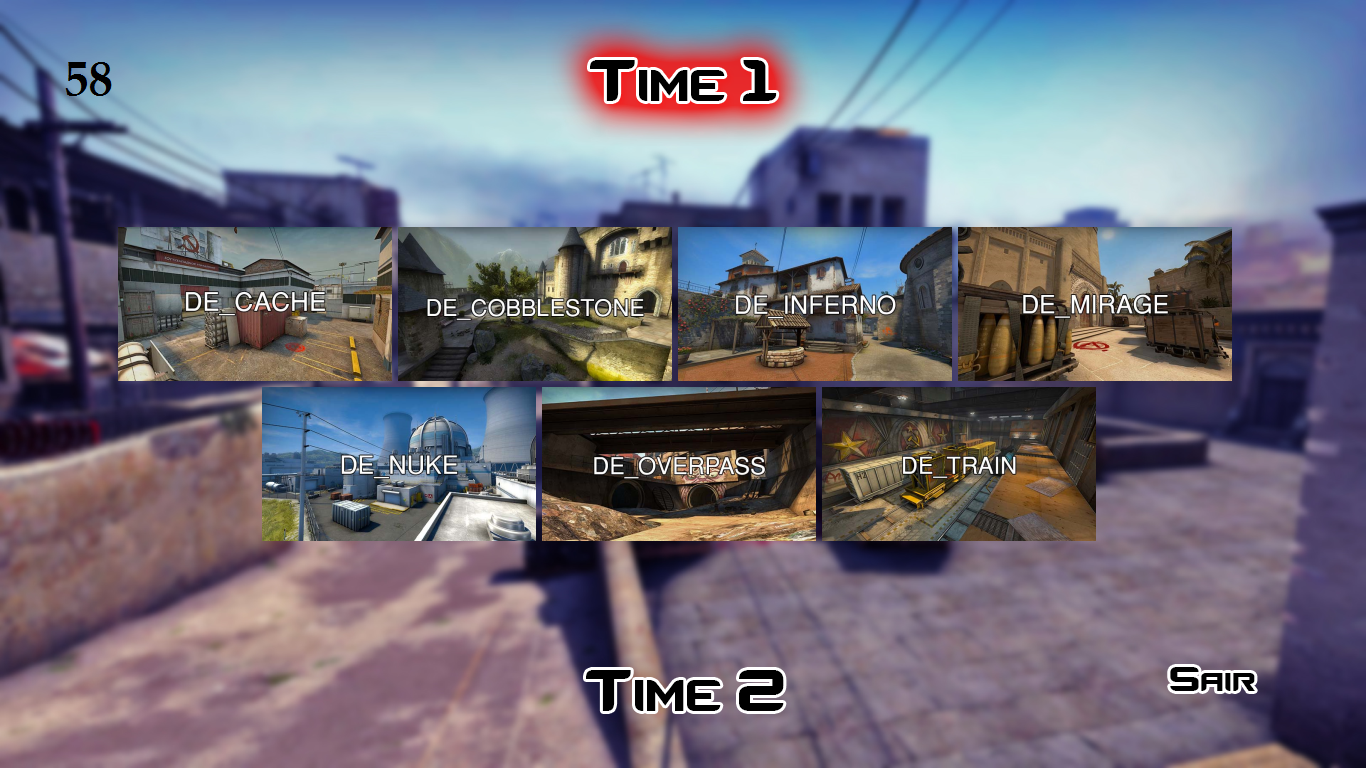 58
Time 1
DE_CACHE
DE_COBBLESTONE
DE_INFERNO
DE_MIRAGE
DE_NUKE
DE_OVERPASS
DE_TRAIN
Time 2
Sair